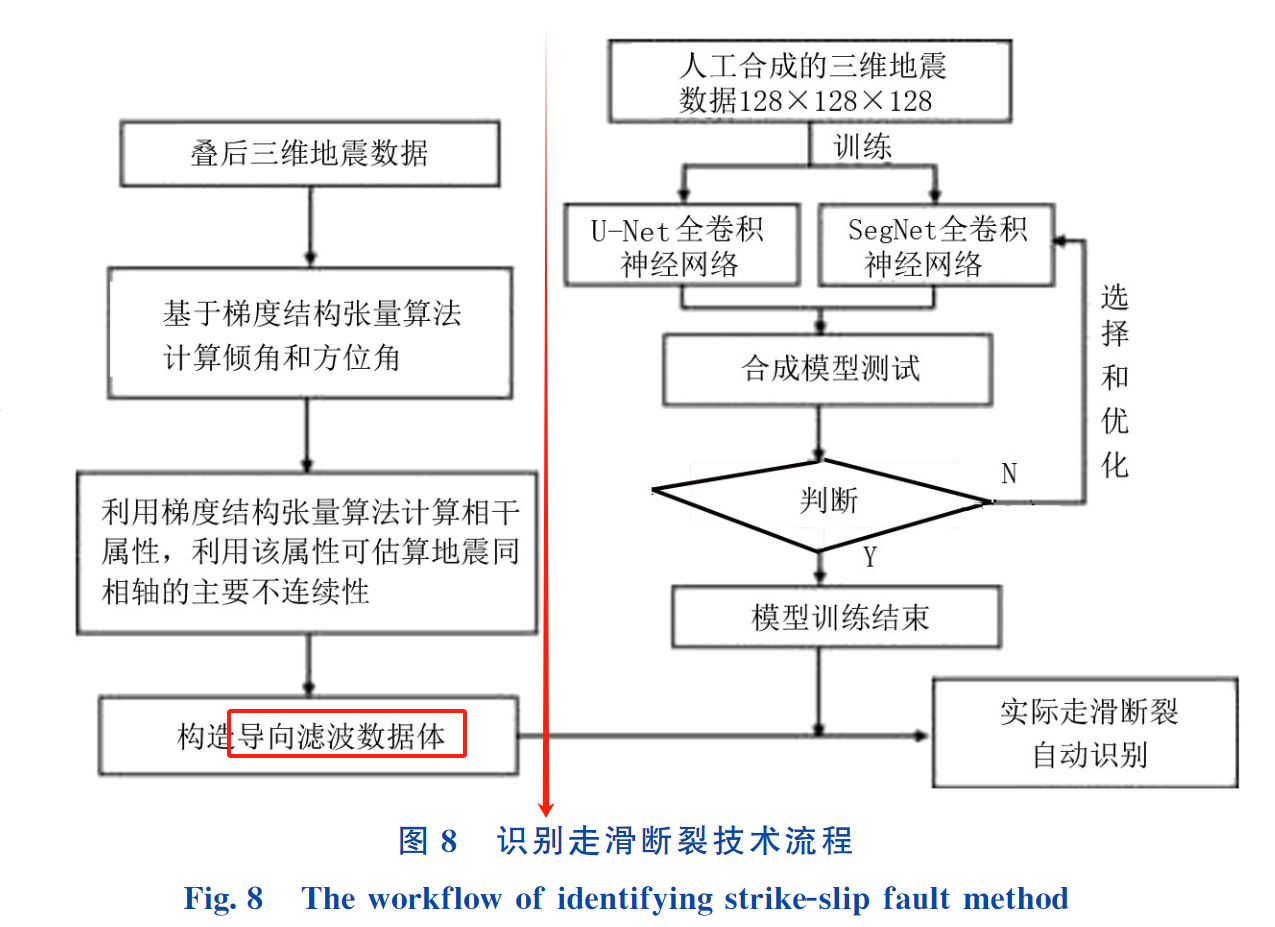 叠后三维地震数据
基于梯度结构张量算法
计算倾角和方位角
利用梯度结构张量算法计算相干
属性，利用该属性可估算地震同
相轴的主要不连续性
构造导向滤波数据体
人工合成的三维地震
数据128×128×128
训练
U-Net全卷积
神经网络
SegNet全卷积
神经网络
合成模型测试
判断
N
选择和优化
Y
模型训练结束
实际走滑断裂
自动识别
图 8 识别走滑断裂技术流程
Fig. 8 The workflow of identifying strike-slip fault method